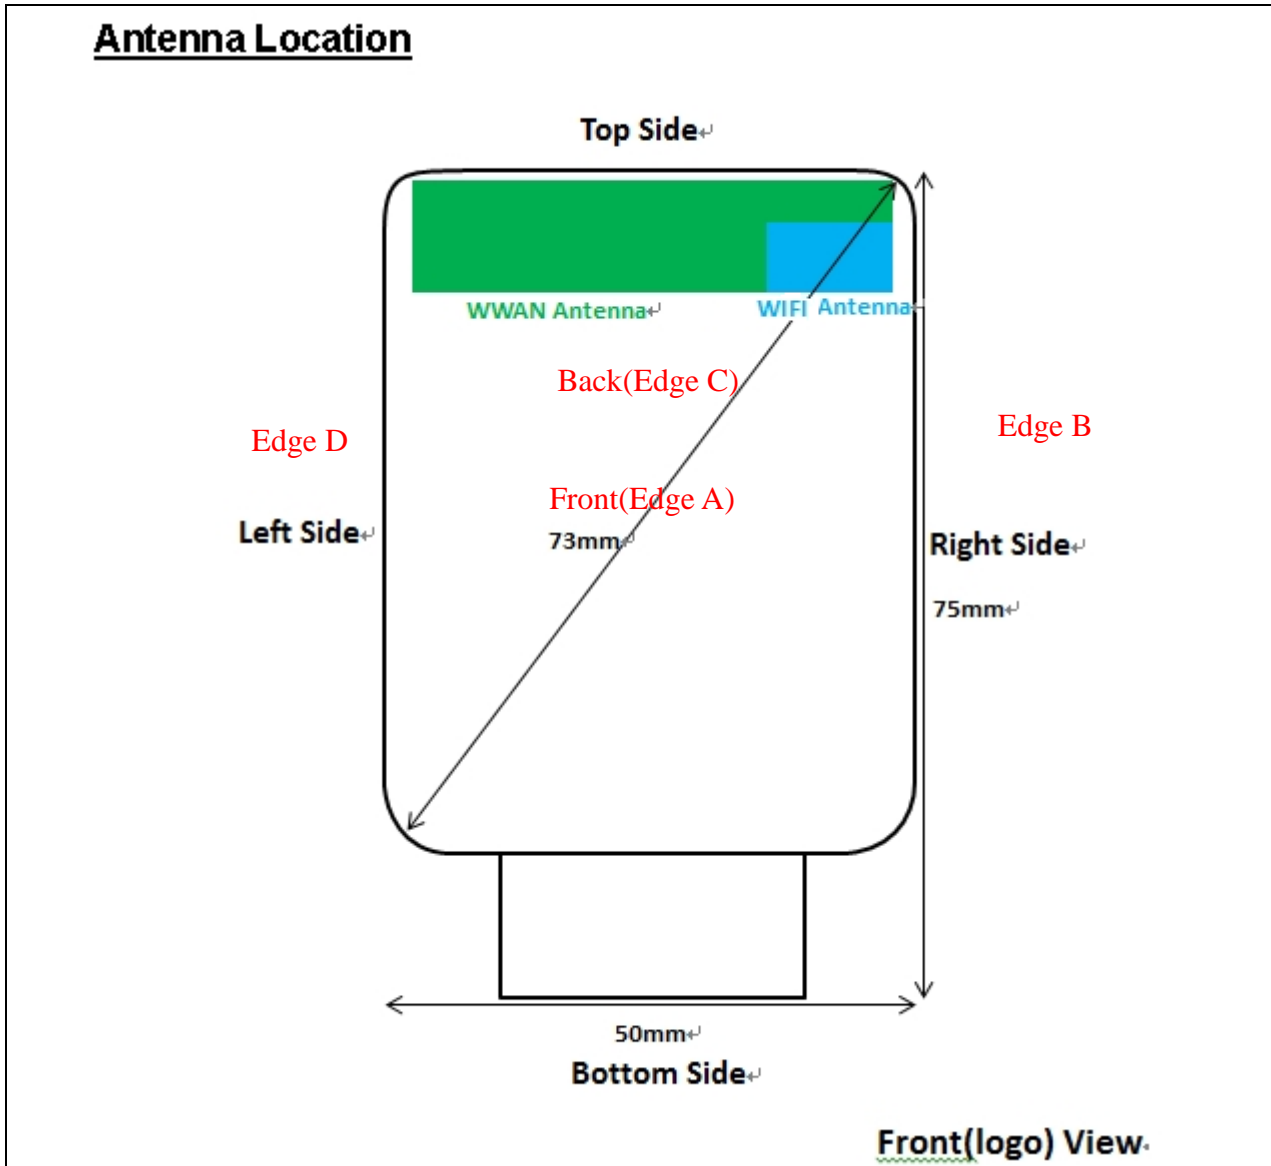 Antenna Location
Top Side
WWAN Antenna
WIFI Antenna
Back(Edge C)
Edge D
Edge B
Front(Edge A)
Left Side
73mm
Right Side
75mm
50mm
Bottom Side
Front(logo) View